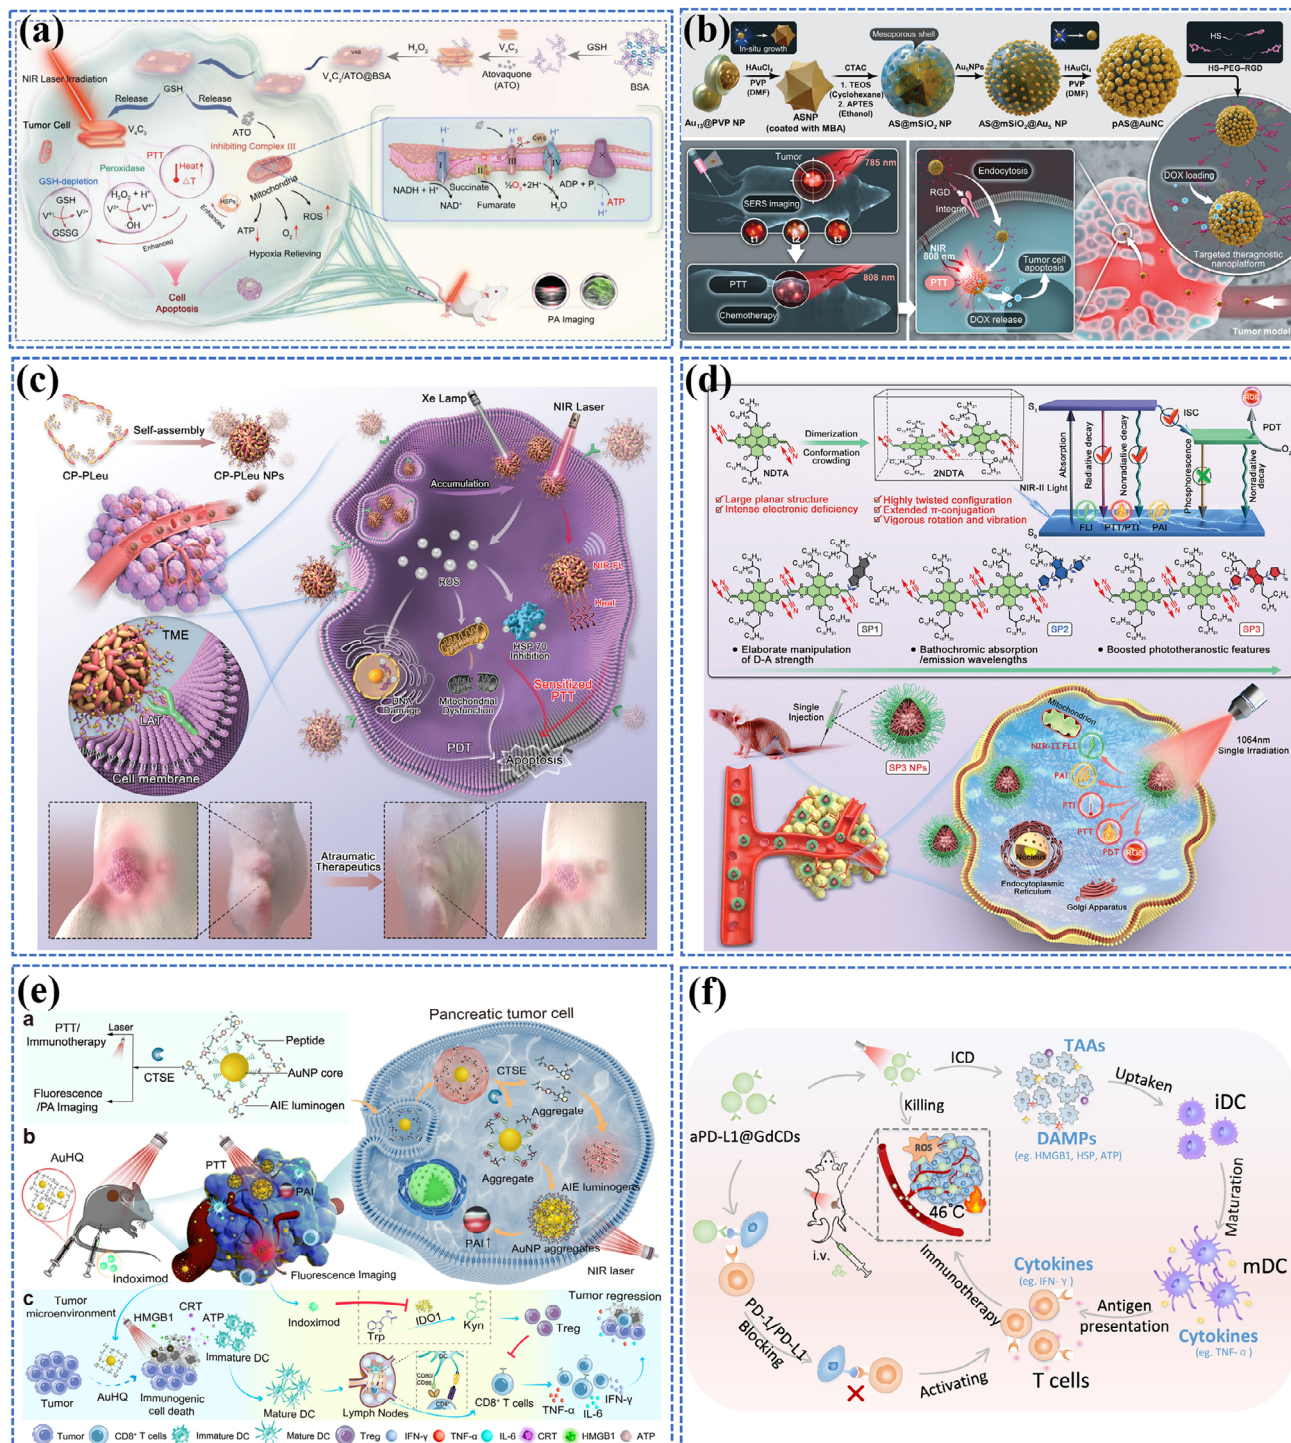 (a)
NIR Laser Irradiation
Tumor Cell
Release
GSH
Release
V₄C₃
ATO
Inhibiting Complex III
VAB
V₄C₃/ATO@BSA
H₂O₂
V₄C₃
Atovaquone
(ATO)
GSH
BSA
GSH-depletion
GSH
V⁴⁺
V³⁺
GSSG
Peroxidase
H₂O₂ + H⁺
·OH
PTT
Heat↑
△T
Enhanced
Enhanced
HSPs
Mitochondria
ATP
O₂
ROS
Hypoxia Relieving
Cell
Apoptosis
H⁺
H⁺
H⁺
Cyt c
I
II
III
IV
NADH + H⁺
NAD⁺
Succinate
Fumarate
½O₂+2H⁺
H₂O
ADP + Pᵢ
ATP
H⁺
PA Imaging
(b)
In-situ growth
HAuCl₄
PVP
(DMF)
Au₁₃@PVP NP
ASNP
(coated with MBA)
CTAC
1. TEOS
(Cyclohexane)
2. APTES
(Ethanol)
Mesoporous shell
AS@mSiO₂ NP
Au₅NPs
AS@mSiO₂@Au₅ NP
HAuCl₄
PVP
(DMF)
pAS@AuNC
HS
HS-PEG-RGD
Tumor
785 nm
SERS imaging
t1
t2
t3
808 nm
PTT
Chemotherapy
Endocytosis
RGD
Integrin
NIR
808 nm
PTT
Tumor cell
apoptosis
DOX release
DOX loading
Targeted theragnostic
nanoplatform
Tumor model
(c)
CP-PLeu
Self-assembly
CP-PLeu NPs
Xe Lamp
NIR Laser
Accumulation
ROS
NIR-FL
Heat
HSP 70
Inhibition
DNA
Damage
Mitochondrial
Dysfunction
Sensitized
PTT
PDT
Apoptosis
TME
LAT
Cell membrane
Atraumatic
Therapeutics
(d)
NDTA
Dimerization
Conformation
crowding
2NDTA
Large planar structure
Intense electronic deficiency
Highly twisted configuration
Extended π-conjugation
Vigorous rotation and vibration
S₁
S₀
Absorption
NIR-II Light
Radiative decay
Nonradiative decay
ISC
Phosphorescence
Nonradiative
decay
ROS
PDT
O₂
FLI
PTT/PTI
PAI
SP1
SP2
SP3
• Elaborate manipulation
of D-A strength
• Bathochromic absorption
/emission wavelengths
• Boosted phototheranostic features
Single
Injection
SP3 NPs
Mitochondrion
NIR-II FLI
PAI
PTI
PTT
PDT
ROS
Nucleus
Endocytoplasmic
Reticulum
Golgi Apparatus
1064nm
Single Irradiation
(e)
a
PTT/
Immunotherapy
Laser
CTSE
Fluorescence
/PA Imaging
Peptide
AuNP core
AIE luminogen
Pancreatic tumor cell
CTSE
Aggregate
Aggregate
AIE luminogens
PAI ↑
AuNP aggregates
NIR laser
b
AuHQ
Indoximod
PTT
PAI
Fluorescence Imaging
c
Tumor
microenvironment
HMGB1
CRT
ATP
Immature DC
Tumor
AuHQ
Immunogenic
cell death
Mature DC
Indoximod
Trp
IDO1
Kyn
Treg
Tumor regression
Lymph Nodes
DC
CD80/
CD86
CD8⁺
CD8⁺ T cells
TNF-α
IL-6
IFN-γ
Tumor CD8⁺ T cells Immature DC Mature DC Treg IFN-γ TNF-α IL-6 CRT HMGB1 ATP
(f)
aPD-L1@GdCDs
ICD
Killing
TAAs
DAMPs
(eg. HMGB1, HSP, ATP)
Uptaken
iDC
Maturation
mDC
Cytokines
(eg. TNF-α)
Antigen
presentation
Cytokines
(eg. IFN-γ)
T cells
Immunotherapy
ROS
46°C
i.v.
PD-1/PD-L1
Blocking
Activating